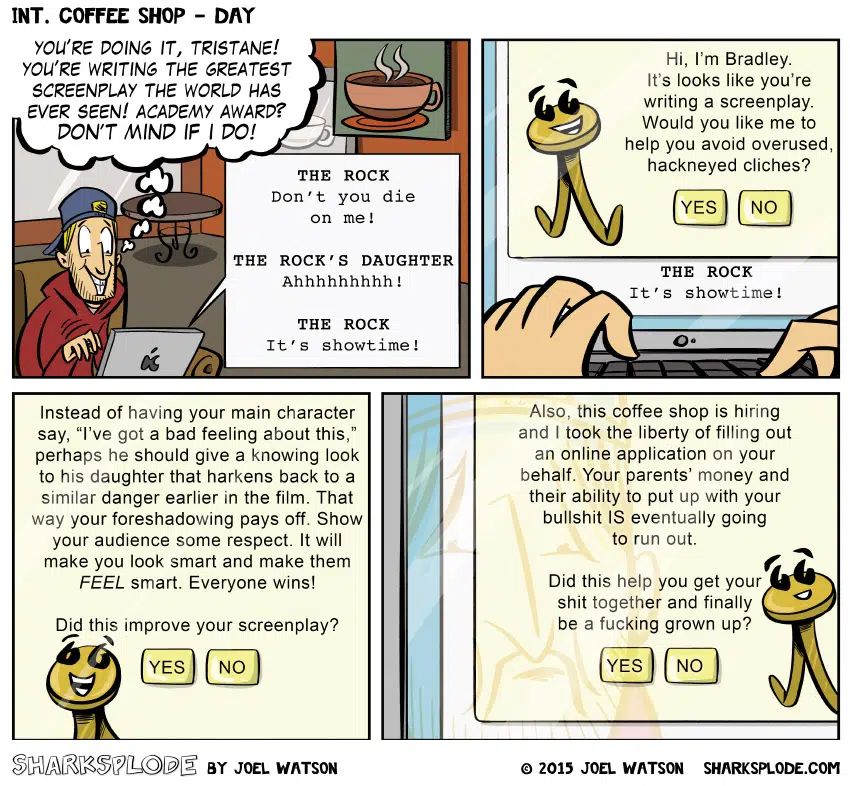 INT. COFFEE SHOP - DAY
YOU'RE DOING IT, TRISTANE!
YOU'RE WRITING THE GREATEST
SCREENPLAY THE WORLD HAS
EVER SEEN! ACADEMY AWARD?
DON'T MIND IF I DO!
THE ROCK
Don't you die
on me!
THE ROCK'S DAUGHTER
Ahhhhhhhhh!
THE ROCK
It's showtime!
Hi, I'm Bradley.
It's looks like you're
writing a screenplay.
Would you like me to
help you avoid overused,
hackneyed cliches?
YES NO
THE ROCK
It's showtime!
Instead of having your main character
say, "I've got a bad feeling about this,"
perhaps he should give a knowing look
to his daughter that harkens back to a
similar danger earlier in the film. That
way your foreshadowing pays off. Show
your audience some respect. It will
make you look smart and make them
FEEL smart. Everyone wins!
Did this improve your screenplay?
YES NO
Also, this coffee shop is hiring
and I took the liberty of filling out
an online application on your
behalf. Your parents' money and
their ability to put up with your
bullshit IS eventually going
to run out.
Did this help you get your
shit together and finally
be a fucking grown up?
YES NO
SHARKSPLODE BY JOEL WATSON
© 2015 JOEL WATSON SHARKSPLODE.COM